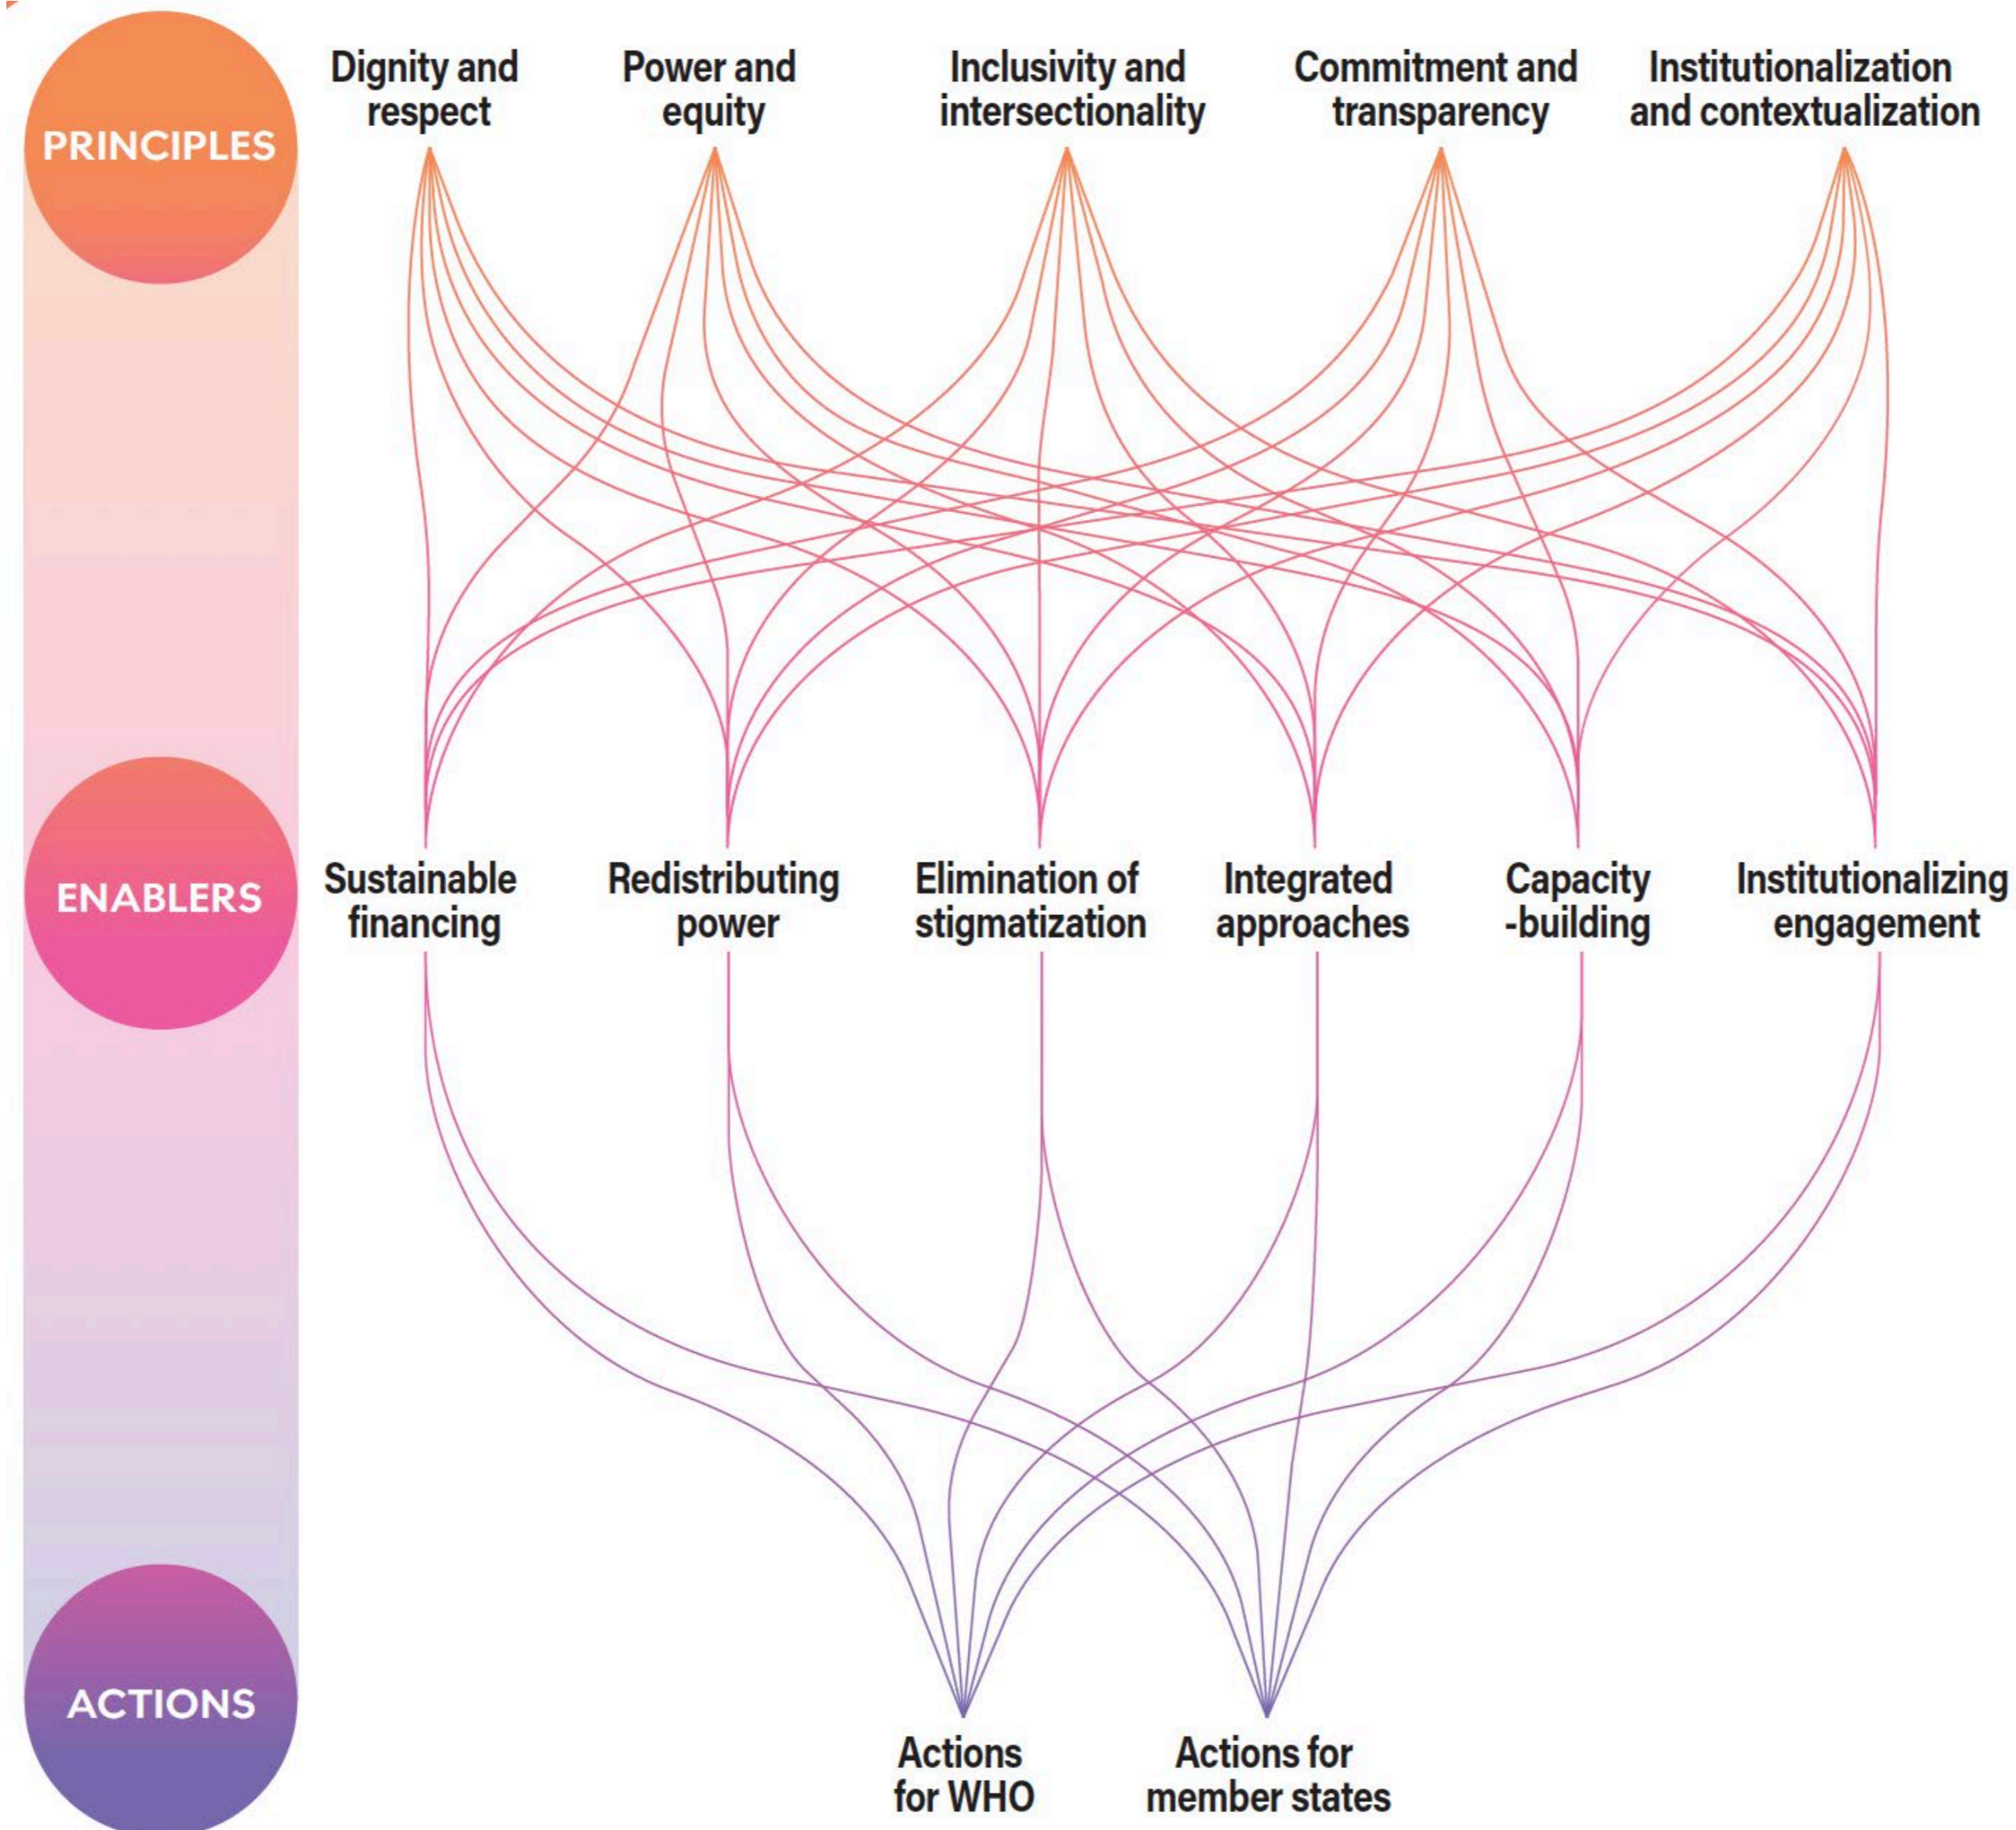 PRINCIPLES
Dignity and
respect
Power and
equity
Inclusivity and
intersectionality
Commitment and
transparency
Institutionalization
and contextualization
ENABLERS
Sustainable
financing
Redistributing
power
Elimination of
stigmatization
Integrated
approaches
Capacity
-building
Institutionalizing
engagement
ACTIONS
Actions
for WHO
Actions for
member states